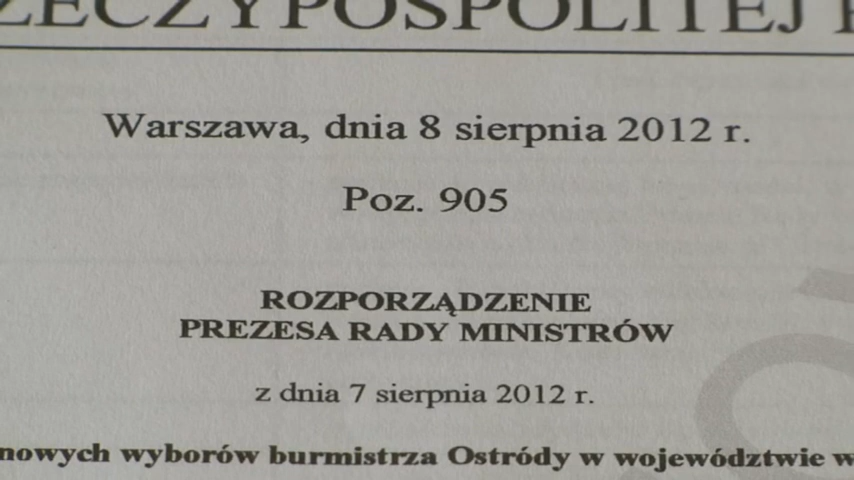 RZECZYPOSPOLITEJ
Warszawa, dnia 8 sierpnia 2012 r.
Poz. 905
ROZPORZĄDZENIE
PREZESA RADY MINISTRÓW
z dnia 7 sierpnia 2012 r.
nowych wyborów burmistrza Ostródy w województwie